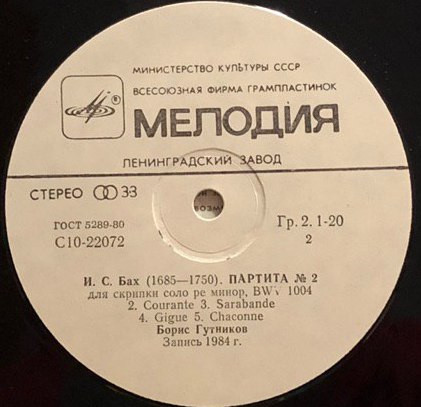 МИНИСТЕРСТВО КУЛЬТУРЫ СССР
ВСЕСОЮЗНАЯ ФИРМА ГРАМПЛАСТИНОК
®
МЕЛОДИЯ
ЛЕНИНГРАДСКИЙ ЗАВОД
СТЕРЕО 33
ГОСТ 5289-80
С10-22072
Гр. 2. 1-20
2
И. С. Бах (1685—1750). ПАРТИТА № 2
для скрипки соло ре минор, BWV 1004
2. Courante 3. Sarabande
4. Gigue 5. Chaconne
Борис Гутников
Запись 1984 г.